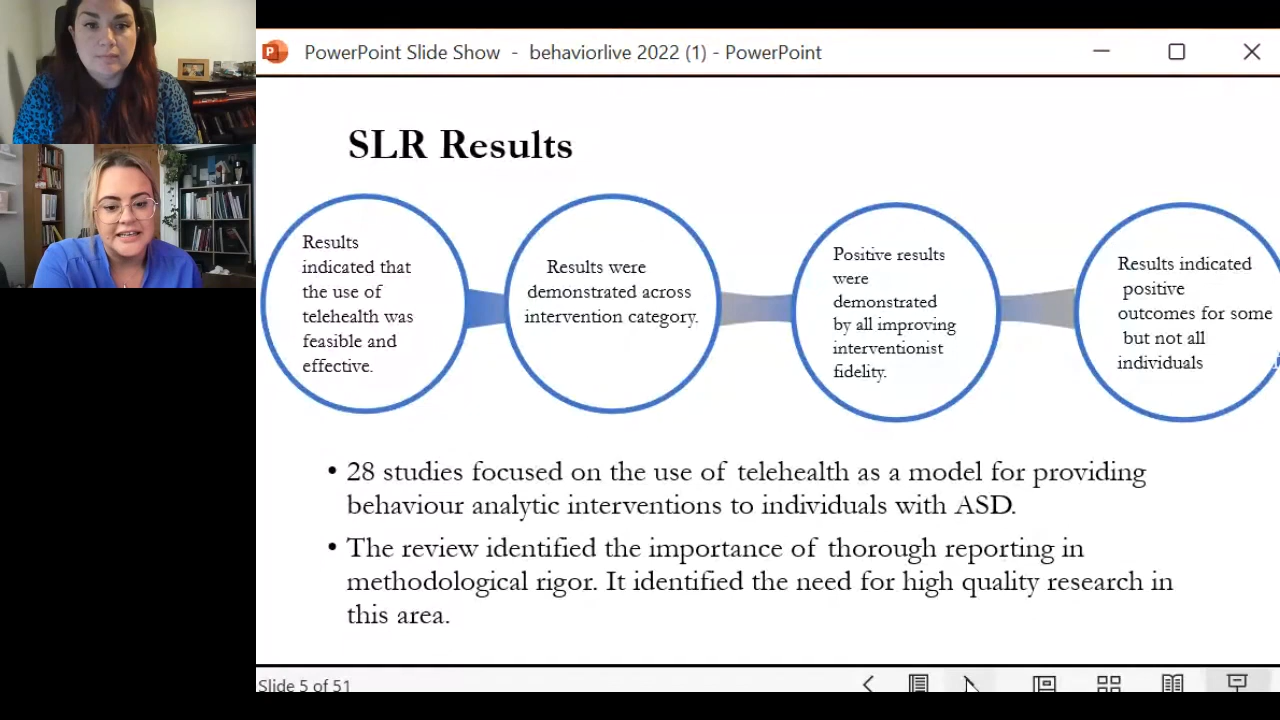 PowerPoint Slide Show - behaviorlive 2022 (1) - PowerPoint
SLR Results
Results
indicated that
the use of
telehealth was
feasible and
effective.
Results were
demonstrated across
intervention category.
Positive results
were
demonstrated
by all improving
interventionist
fidelity.
Results indicated
positive
outcomes for some
but not all
individuals
• 28 studies focused on the use of telehealth as a model for providing
behaviour analytic interventions to individuals with ASD.
• The review identified the importance of thorough reporting in
methodological rigor. It identified the need for high quality research in
this area.
Slide 5 of 51